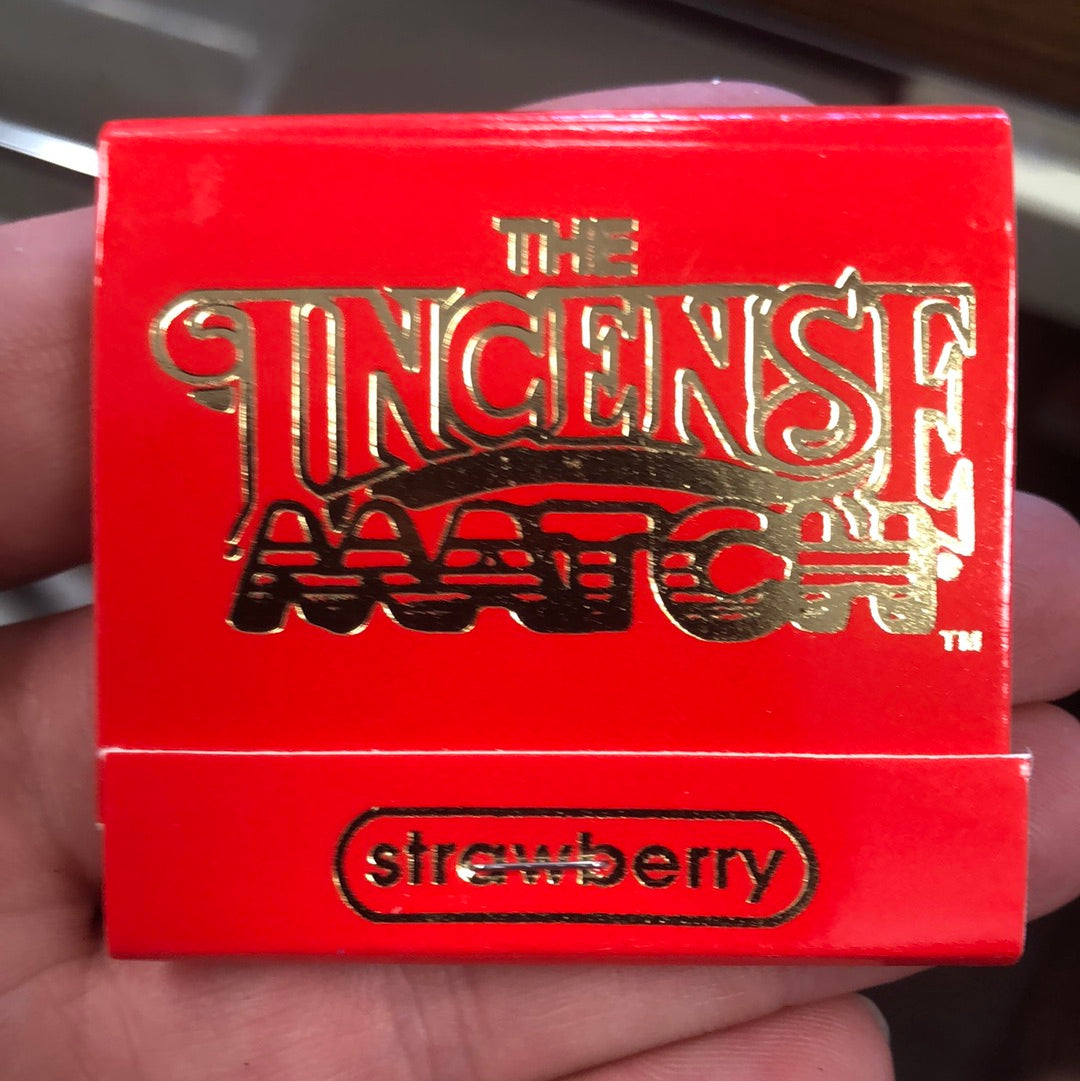 THE
INCENSE
MATCH
TM
strawberry